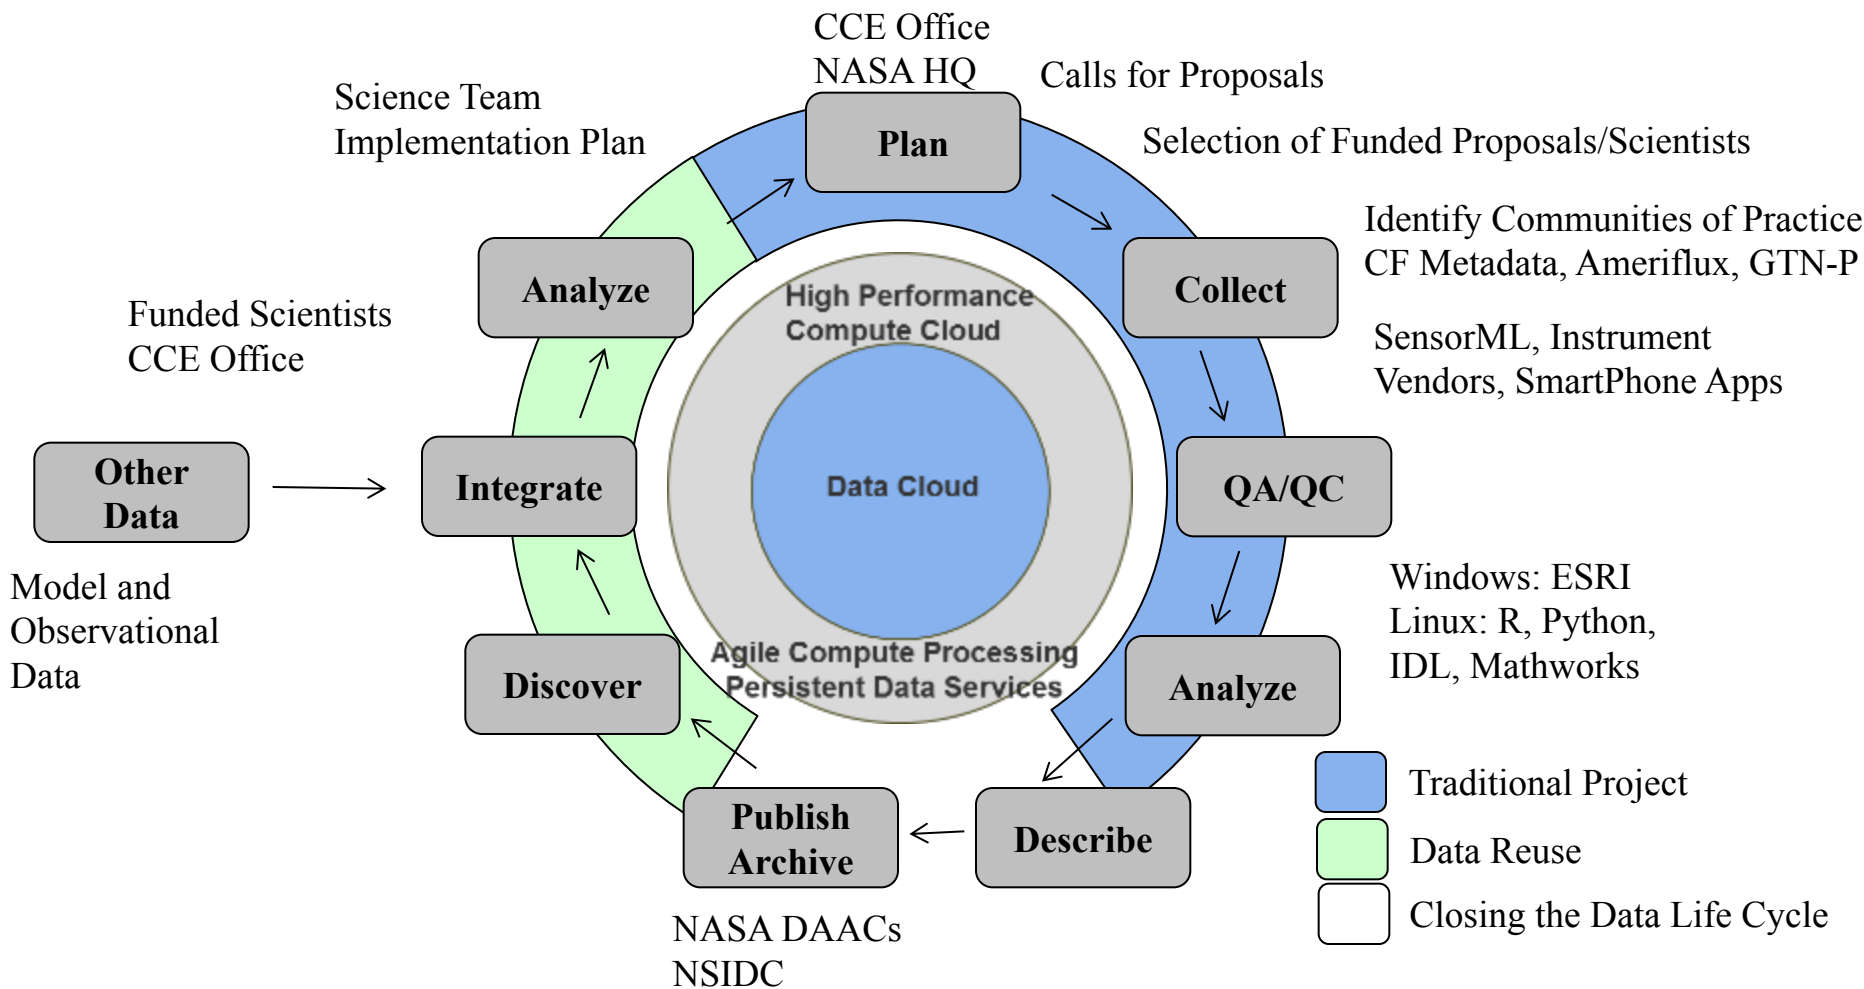 CCE Office
NASA HQ
Calls for Proposals
Science Team
Implementation Plan
Plan
Selection of Funded Proposals/Scientists
Identify Communities of Practice
CF Metadata, Ameriflux, GTN-P
Analyze
Collect
High Performance
Compute Cloud
Funded Scientists
CCE Office
SensorML, Instrument
Vendors, SmartPhone Apps
Other
Data
Integrate
Data Cloud
QA/QC
Model and
Observational
Data
Windows: ESRI
Linux: R, Python,
IDL, Mathworks
Agile Compute Processing
Persistent Data Services
Discover
Analyze
Traditional Project
Publish
Archive
Describe
Data Reuse
Closing the Data Life Cycle
NASA DAACs
NSIDC